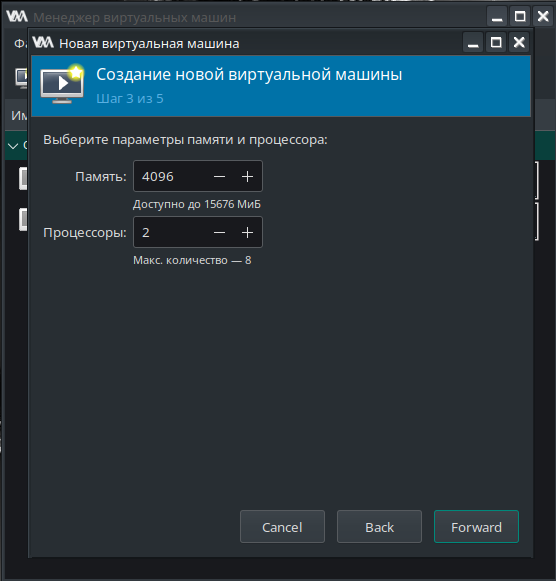 Менеджер виртуальных машин
Новая виртуальная машина
Создание новой виртуальной машины
Шаг 3 из 5
Выберите параметры памяти и процессора:
Память: 4096
Доступно до 15676 МиБ
Процессоры: 2
Макс. количество — 8
Cancel Back Forward